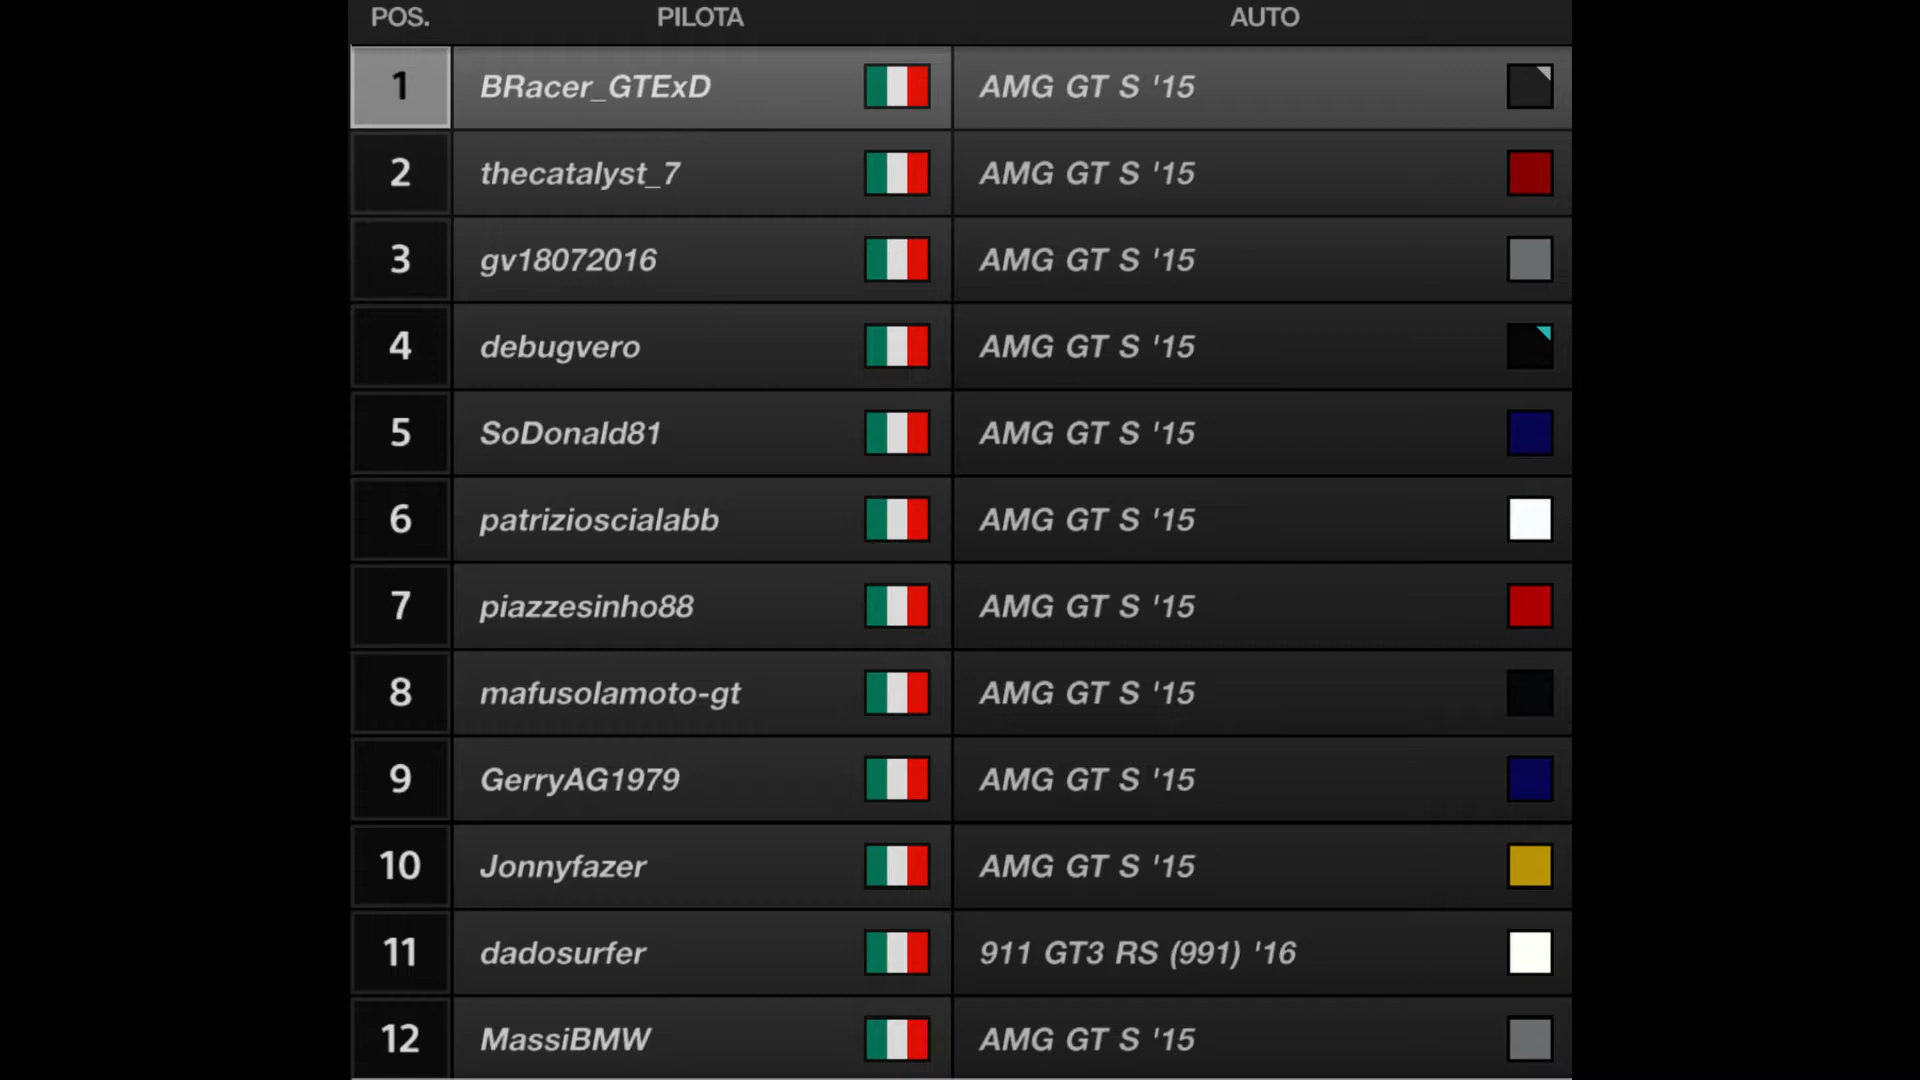 POS. PILOTA AUTO
1 BRacer_GTExD AMG GT S '15
2 thecatalyst_7 AMG GT S '15
3 gv18072016 AMG GT S '15
4 debugvero AMG GT S '15
5 SoDonald81 AMG GT S '15
6 patrizioscialabb AMG GT S '15
7 piazzesinho88 AMG GT S '15
8 mafusolamoto-gt AMG GT S '15
9 GerryAG1979 AMG GT S '15
10 Jonnyfazer AMG GT S '15
11 dadosurfer 911 GT3 RS (991) '16
12 MassiBMW AMG GT S '15